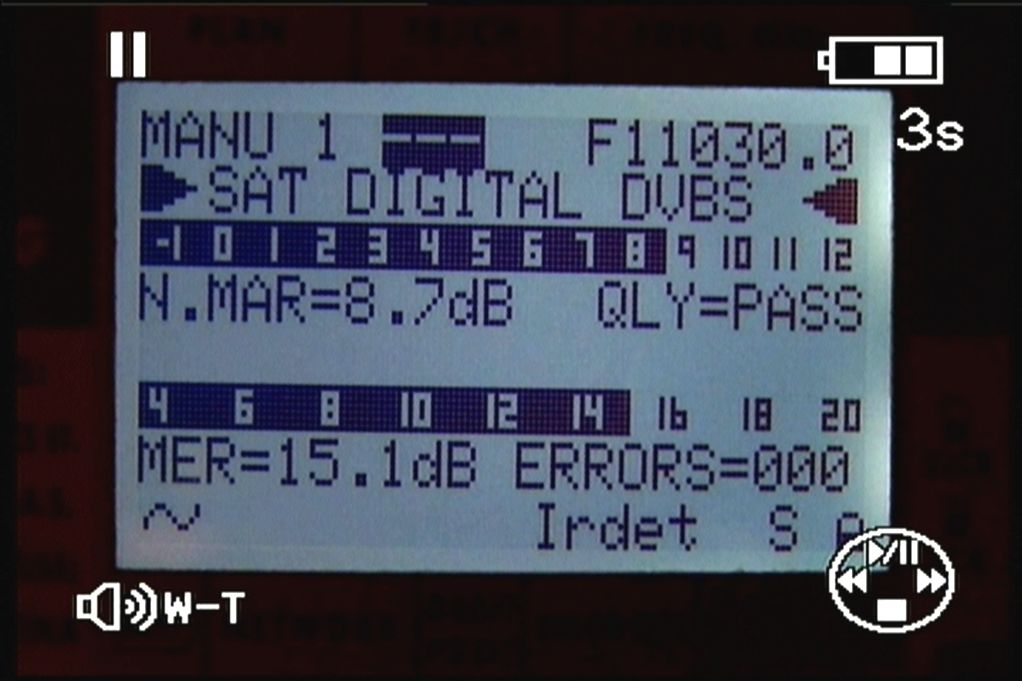 MANU 1 F11030.0
3s
SAT DIGITAL DVBS
-1 0 1 2 3 4 5 6 7 8 9 10 11 12
N.MAR=8.7dB QLY=PASS
4 6 8 10 12 14 16 18 20
MER=15.1dB ERRORS=000
~ Irdet S
W-T